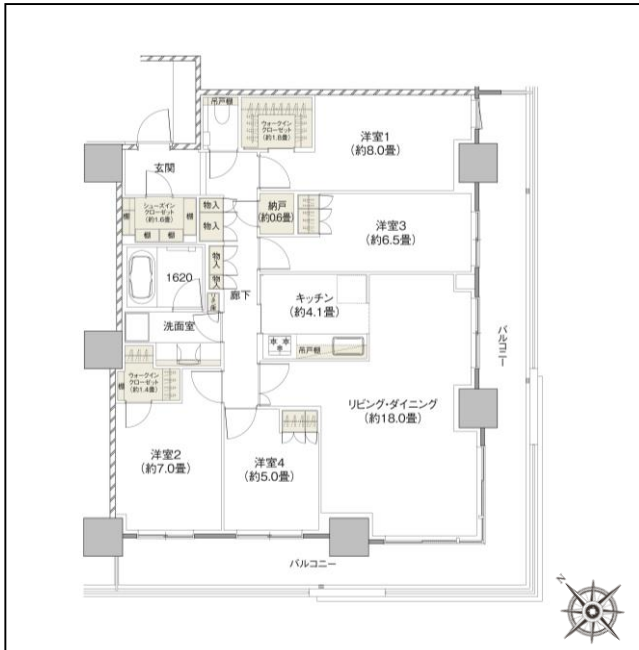 吊戸棚
ウォークイン
クローゼット
(約1.8畳)
洋室1
(約8.0畳)
玄関
シューズイン
クローゼット
(約1.6畳)
棚
棚
棚
棚
物入
物入
納戸
(約0.6畳)
洋室3
(約6.5畳)
1620
物入
物入
廊下
キッチン
(約4.1畳)
吊戸棚
洗面室
バルコニー
ウォークイン
クローゼット
(約1.4畳)
棚
リビング・ダイニング
(約18.0畳)
洋室2
(約7.0畳)
洋室4
(約5.0畳)
バルコニー
N